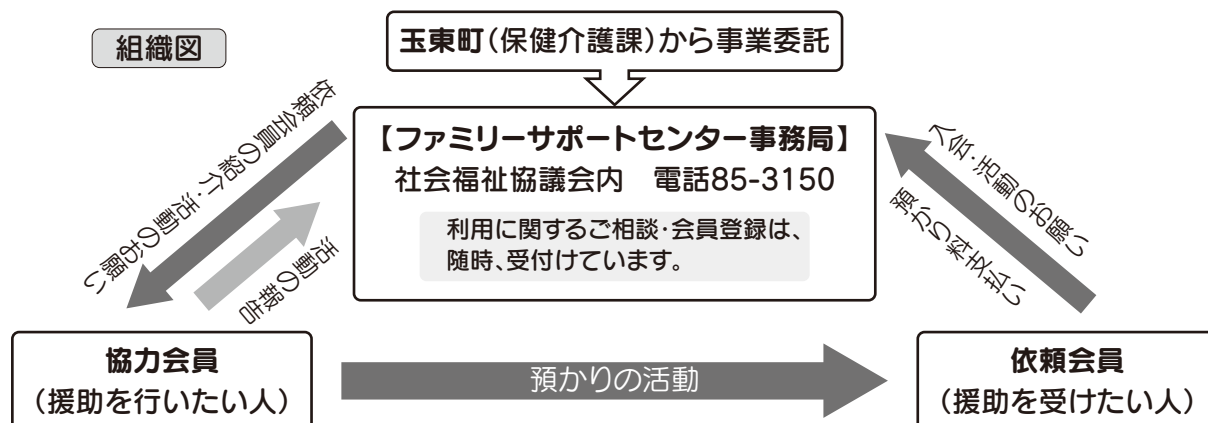 組織図
玉東町(保健介護課)から事業委託
【ファミリーサポートセンター事務局】
社会福祉協議会内　電話85-3150
利用に関するご相談・会員登録は、
随時、受付けています。
依頼会員の紹介・活動のお願い
活動の報告
入会・活動のお願い
預かり料支払い
協力会員
（援助を行いたい人）
預かりの活動
依頼会員
（援助を受けたい人）